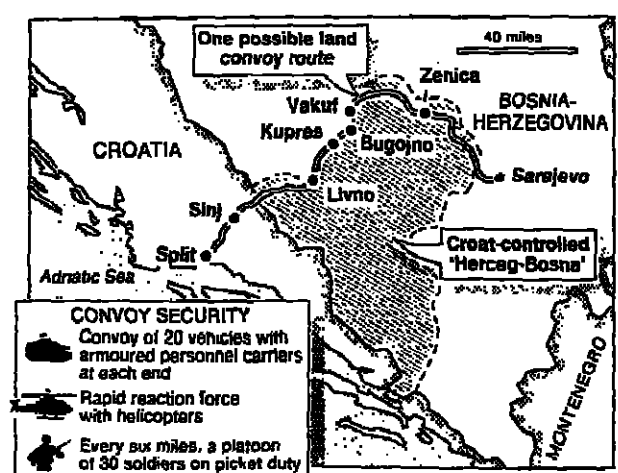 40 miles
One possible land
convoy route
Zenica
BOSNIA-
HERZEGOVINA
Vakuf
Kupres
Bugojno
CROATIA
Sarajevo
Livno
Sinj
Split
Croat-controlled
'Herceg-Bosna'
Adriatic Sea
MONTENEGRO
CONVOY SECURITY
Convoy of 20 vehicles with
armoured personnel carriers
at each end
Rapid reaction force
with helicopters
Every six miles, a platoon
of 30 soldiers on picket duty